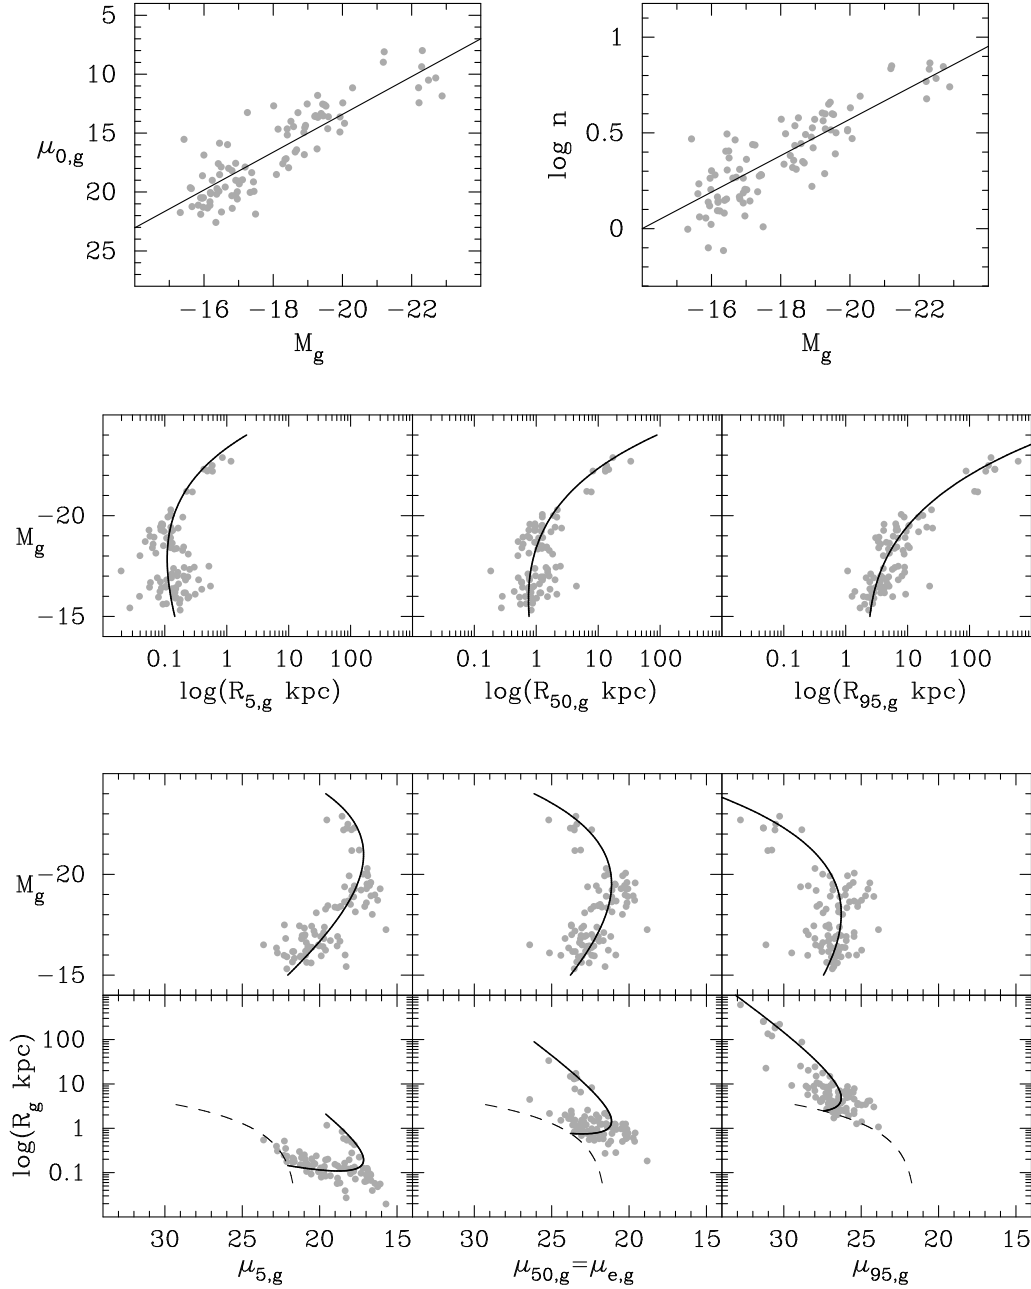 5
10
15
20
25
μ0,g
−16 −18 −20 −22
Mg
1
0.5
0
log n
−16 −18 −20 −22
Mg
−20
−15
Mg
0.1 1 10 100
0.1 1 10 100
0.1 1 10 100
log(R5,g kpc)
log(R50,g kpc)
log(R95,g kpc)
−20
−15
Mg
100
10
1
0.1
log(Rg kpc)
30 25 20 15
30 25 20 15
30 25 20 15
μ5,g
μ50,g=μe,g
μ95,g